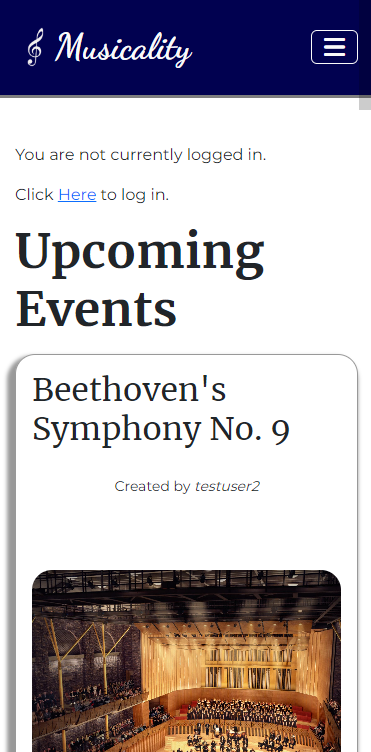 Musicality
You are not currently logged in.
Click Here to log in.
Upcoming
Events
Beethoven's
Symphony No. 9
Created by testuser2